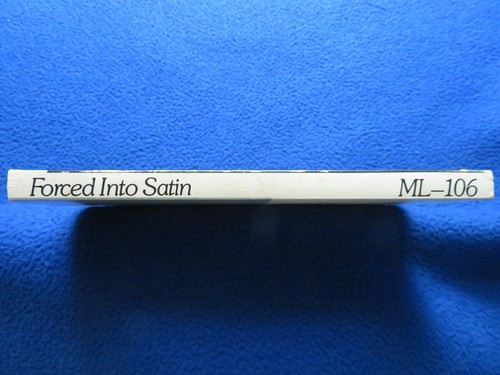 Forced Into Satin ML–106